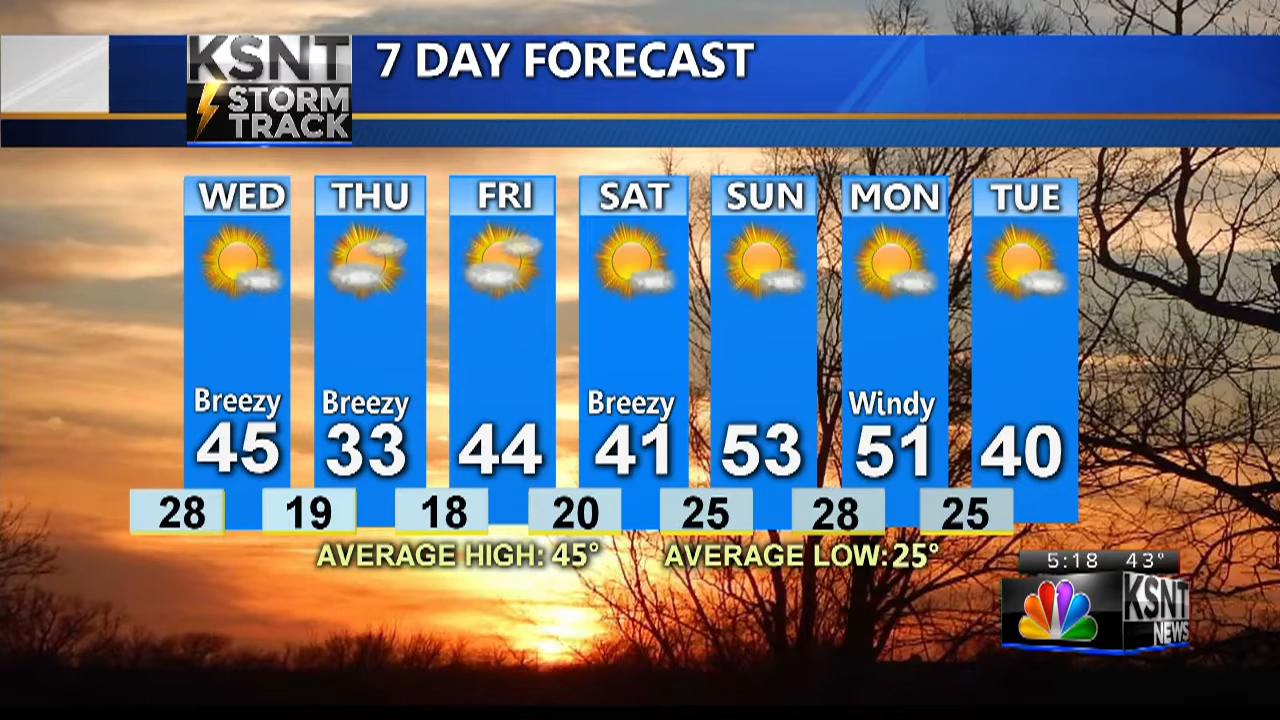 KSNT
STORM
TRACK
7 DAY FORECAST
WED THU FRI SAT SUN MON TUE
Breezy Breezy Breezy Windy
45 33 44 41 53 51 40
28 19 18 20 25 28 25
AVERAGE HIGH: 45° AVERAGE LOW: 25°
5:18 43°
KSNT
NEWS